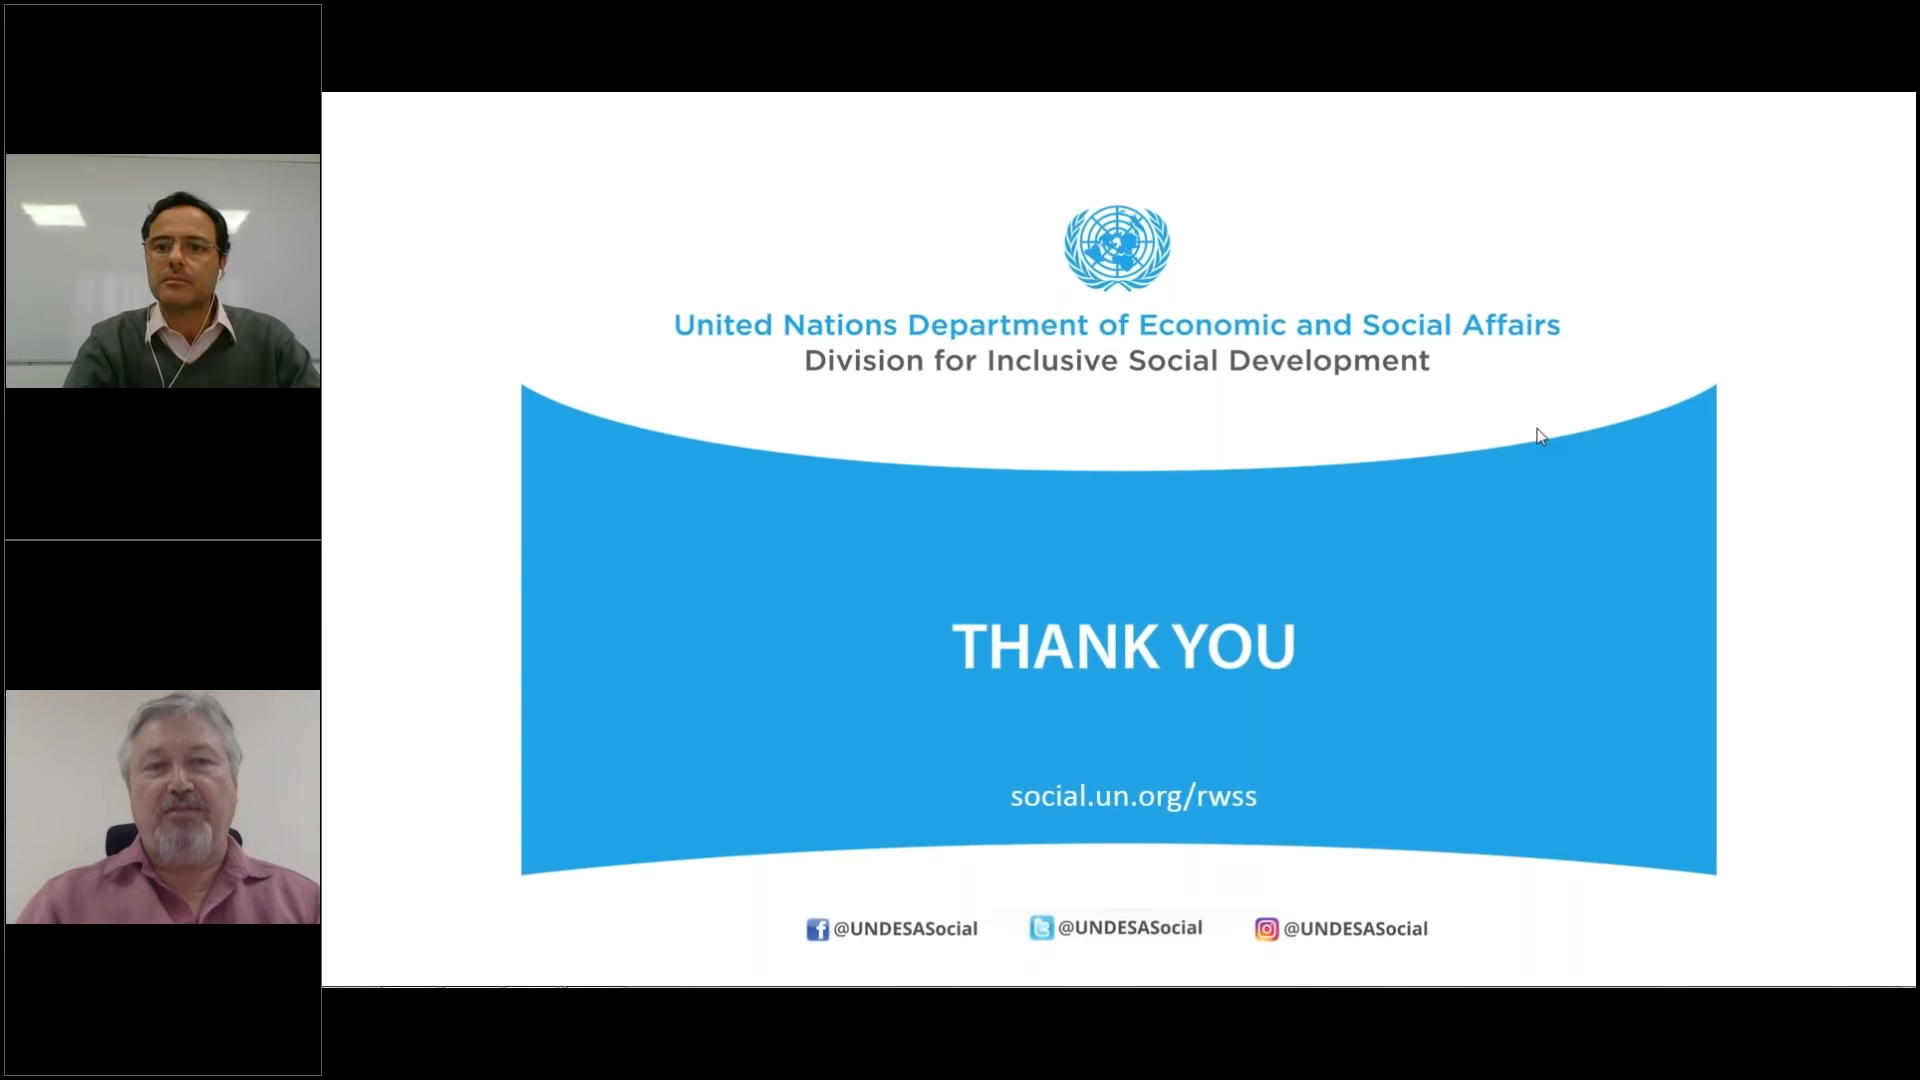 United Nations Department of Economic and Social Affairs
Division for Inclusive Social Development
THANK YOU
social.un.org/rwss
@UNDESASocial @UNDESASocial @UNDESASocial